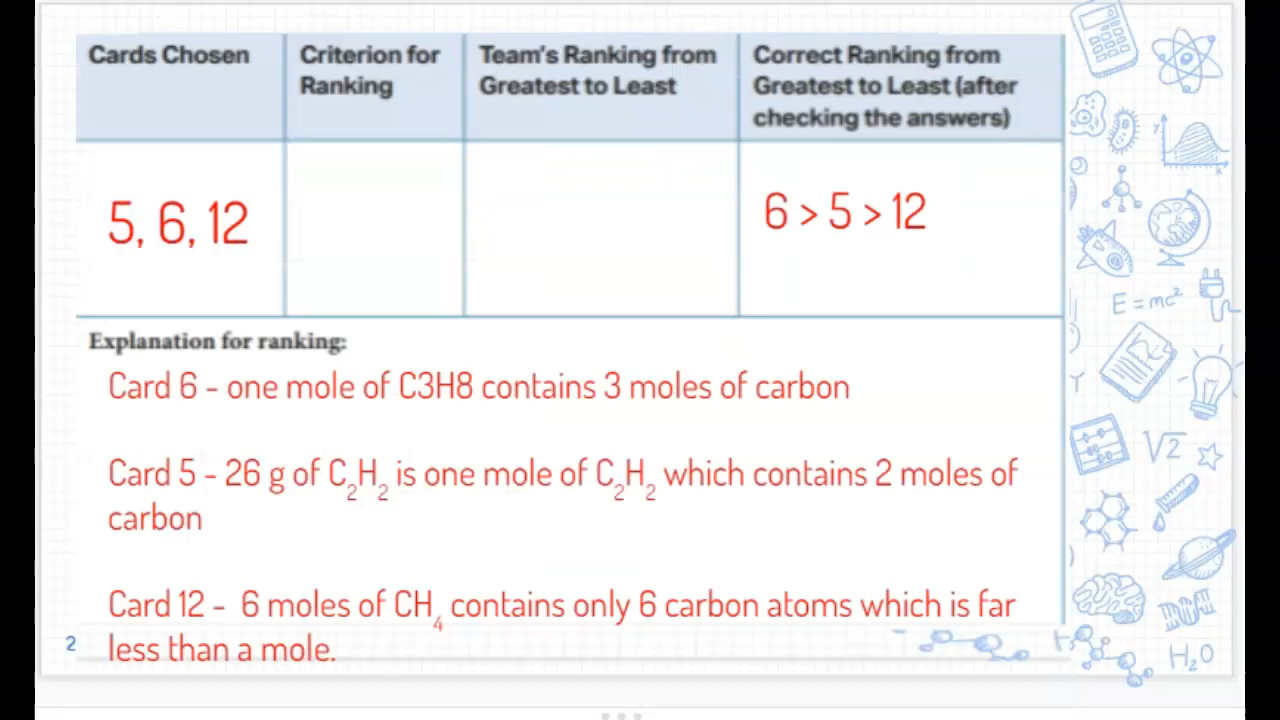 Cards Chosen
Criterion for
Ranking
Team's Ranking from
Greatest to Least
Correct Ranking from
Greatest to Least (after
checking the answers)
5, 6, 12
6 > 5 > 12
Explanation for ranking:
Card 6 - one mole of C3H8 contains 3 moles of carbon
Card 5 - 26 g of C₂H₂ is one mole of C₂H₂ which contains 2 moles of
carbon
Card 12 - 6 moles of CH₄ contains only 6 carbon atoms which is far
less than a mole.
2
E = mc²
√2
H₂O